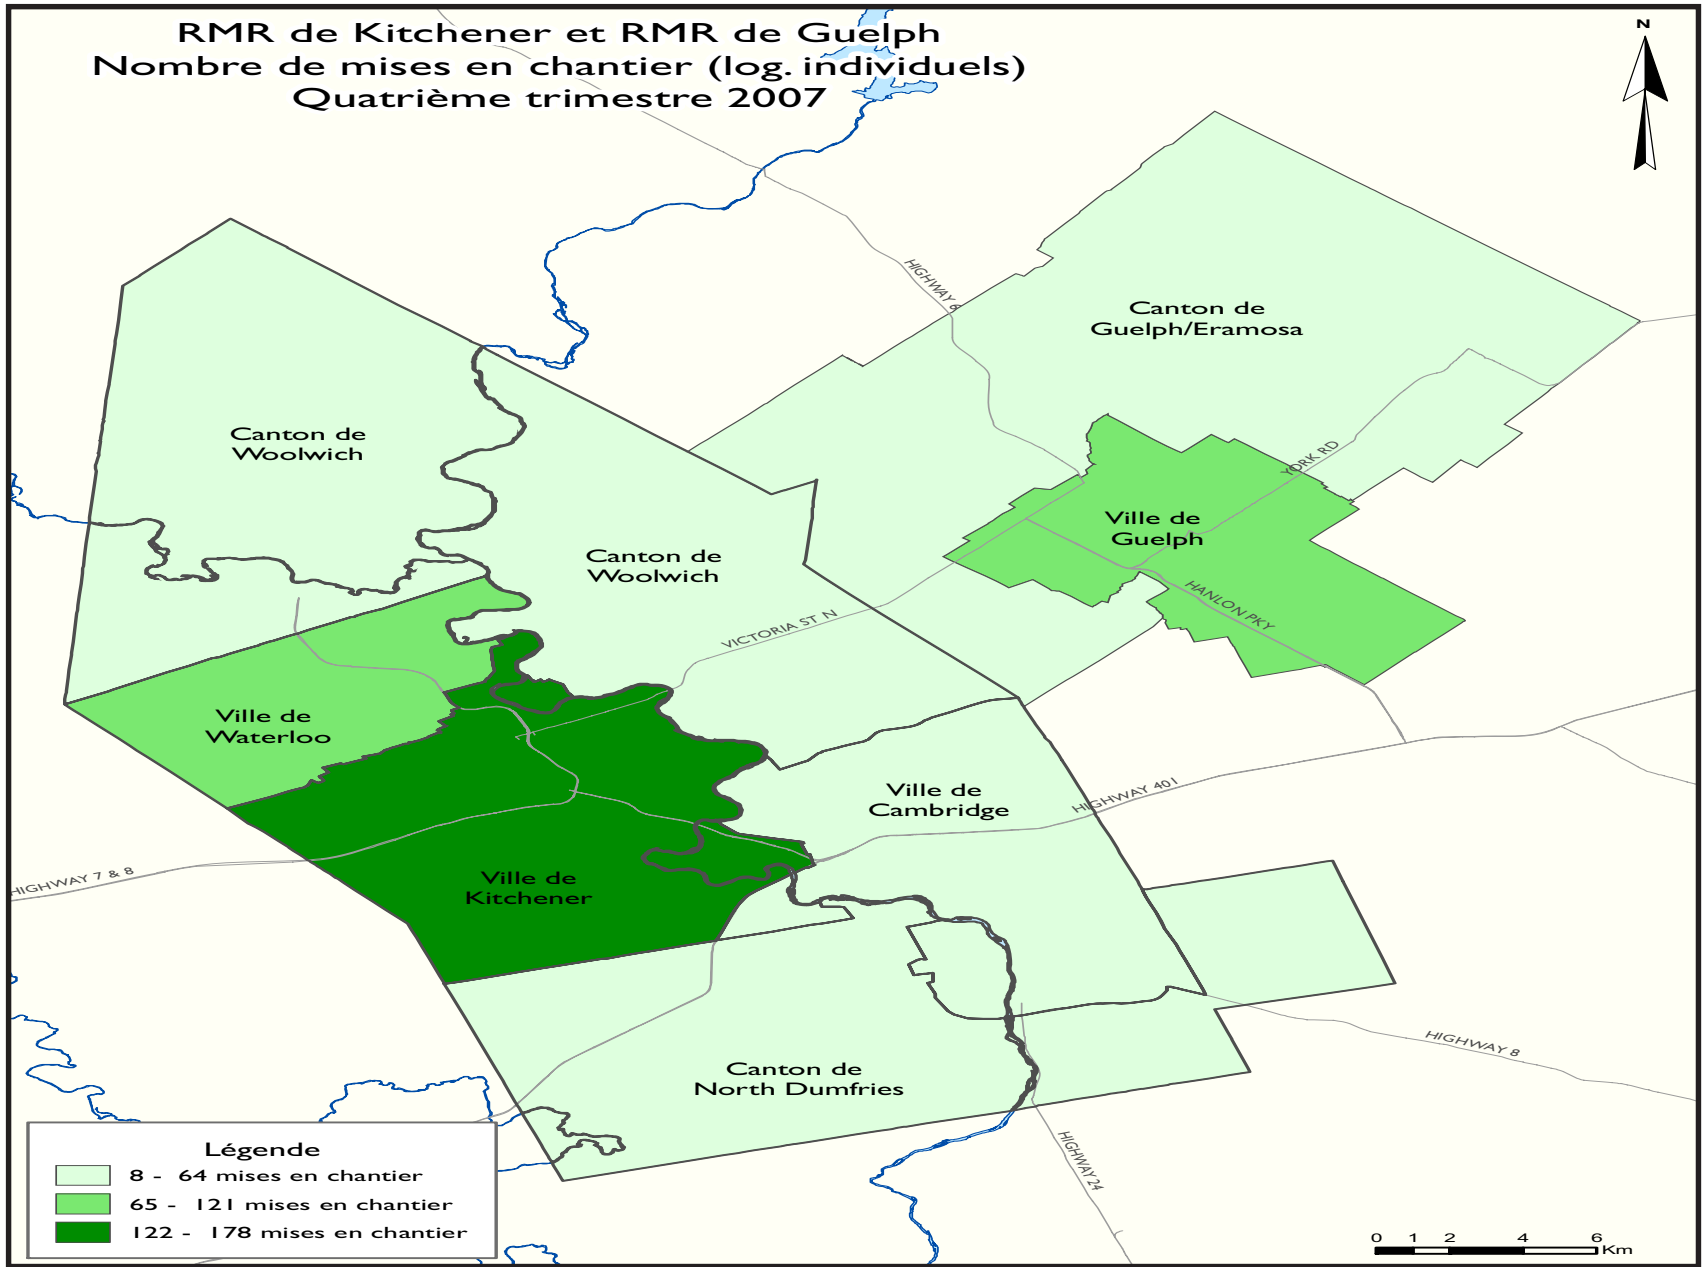 RMR de Kitchener et RMR de Guelph
Nombre de mises en chantier (log. individuels)
Quatrième trimestre 2007
N
HIGHWAY 6
Canton de
Guelph/Eramosa
Canton de
Woolwich
YORK RD
Ville de
Guelph
Canton de
Woolwich
HANLON PKY
VICTORIA ST N
Ville de
Waterloo
Ville de
Cambridge
HIGHWAY 401
HIGHWAY 7 & 8
Ville de
Kitchener
HIGHWAY 8
Canton de
North Dumfries
HIGHWAY24
Légende
8 - 64 mises en chantier
65 - 121 mises en chantier
122 - 178 mises en chantier
0 1 2 4 6
Km